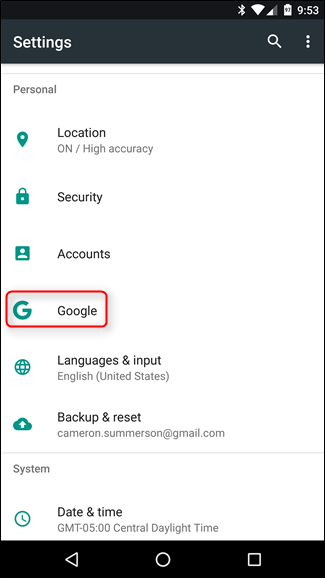 9:53
Settings
Personal
Location
ON / High accuracy
Security
Accounts
Google
Languages & input
English (United States)
Backup & reset
cameron.summerson@gmail.com
System
Date & time
GMT-05:00 Central Daylight Time